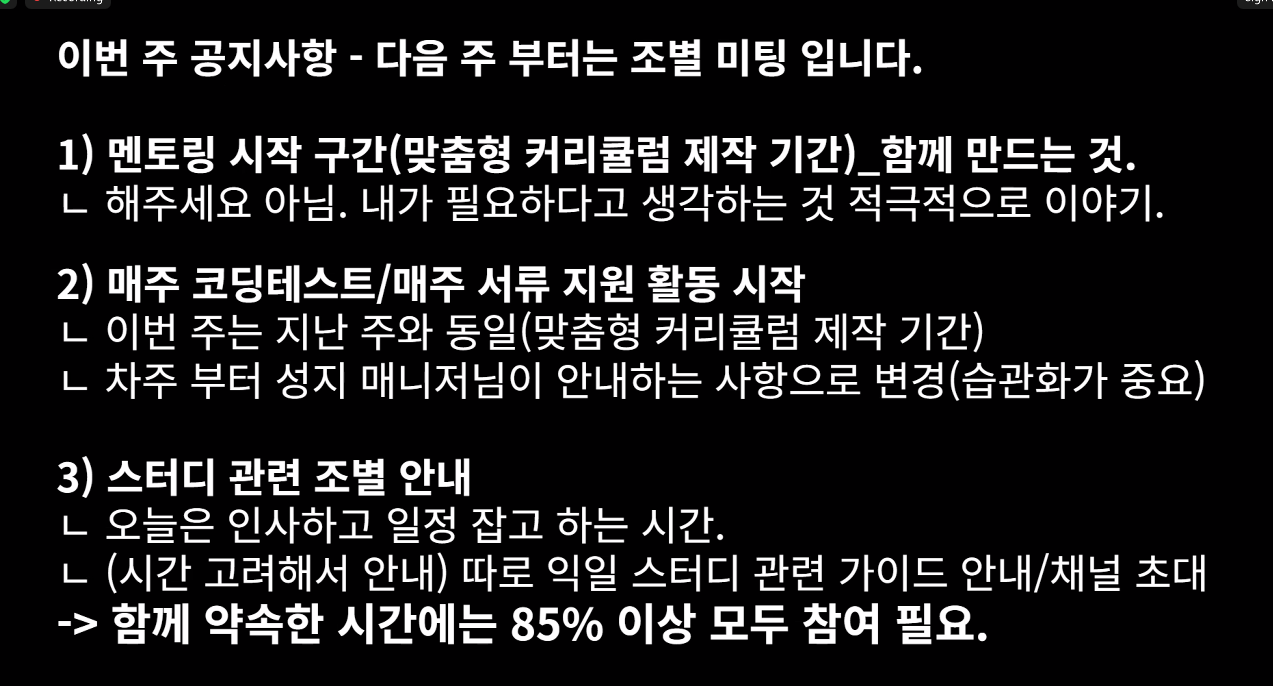 이번 주 공지사항 - 다음 주 부터는 조별 미팅 입니다.
1) 멘토링 시작 구간(맞춤형 커리큘럼 제작 기간)_함께 만드는 것.
ㄴ 해주세요 아님. 내가 필요하다고 생각하는 것 적극적으로 이야기.
2) 매주 코딩테스트/매주 서류 지원 활동 시작
ㄴ 이번 주는 지난 주와 동일(맞춤형 커리큘럼 제작 기간)
ㄴ 차주 부터 성지 매니저님이 안내하는 사항으로 변경(습관화가 중요)
3) 스터디 관련 조별 안내
ㄴ 오늘은 인사하고 일정 잡고 하는 시간.
ㄴ (시간 고려해서 안내) 따로 익일 스터디 관련 가이드 안내/채널 초대
-> 함께 약속한 시간에는 85% 이상 모두 참여 필요.